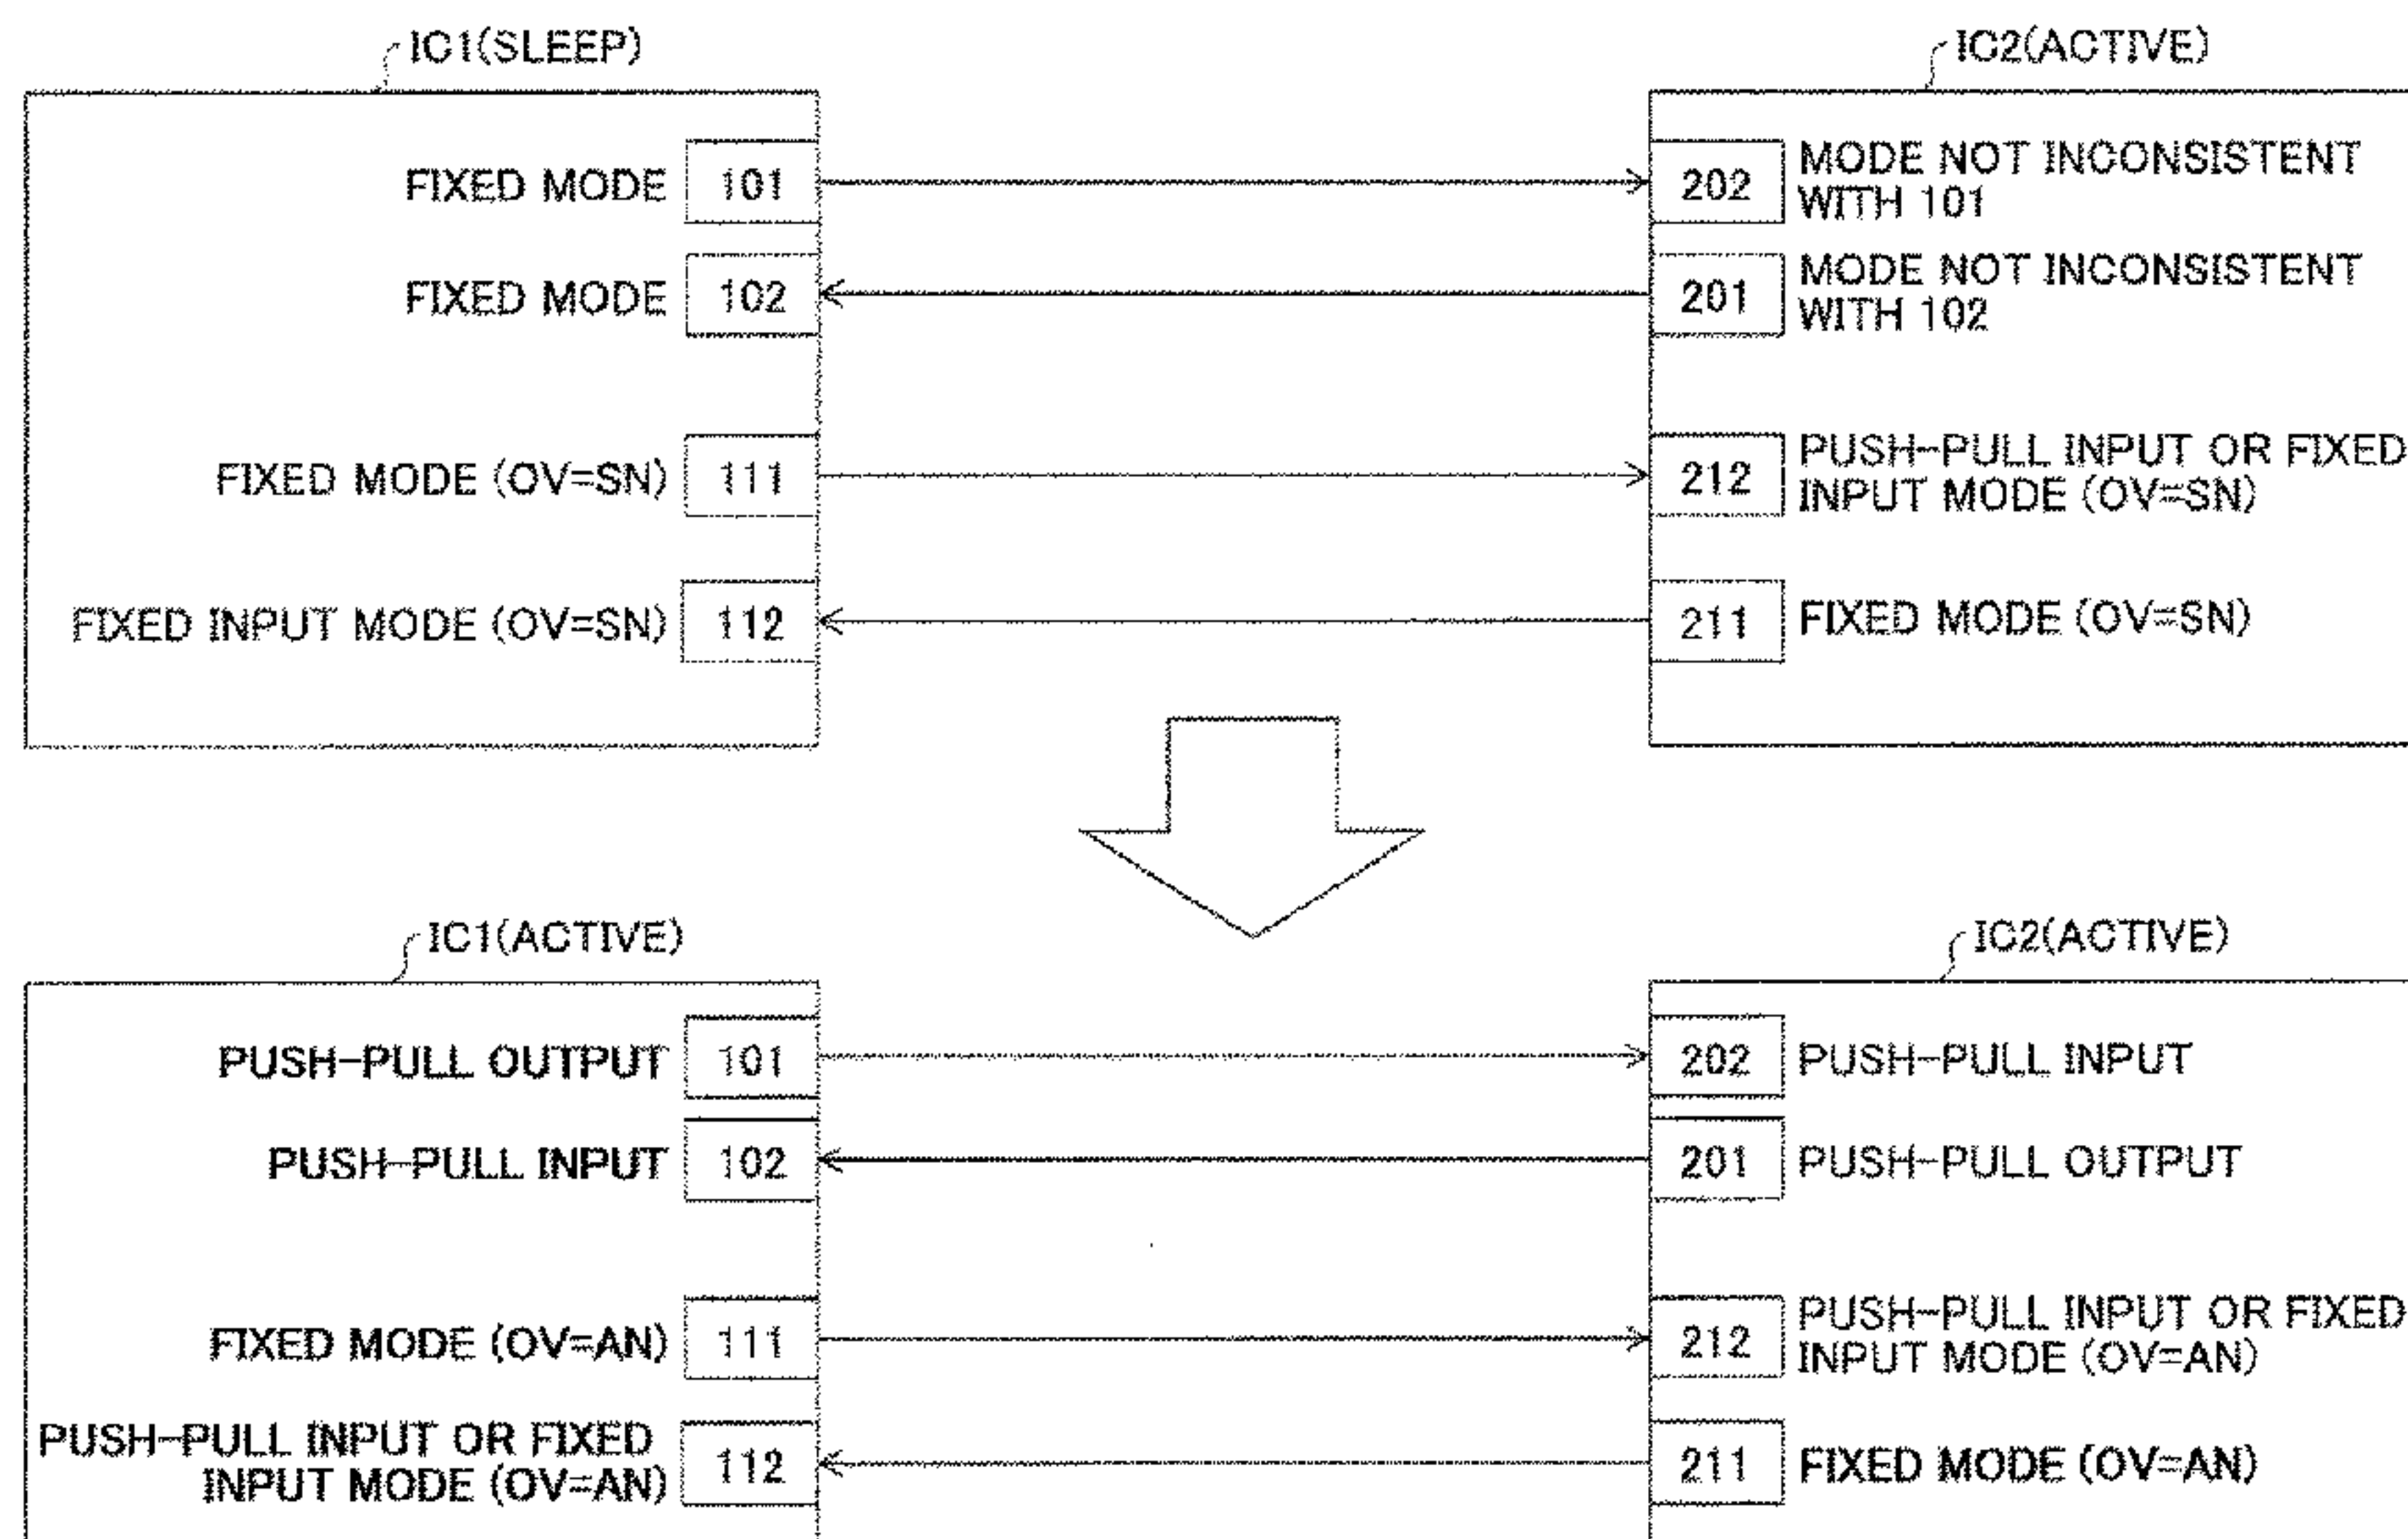 IC1(SLEEP)
IC2(ACTIVE)
FIXED MODE 101
202 MODE NOT INCONSISTENT
WITH 101
FIXED MODE 102
201 MODE NOT INCONSISTENT
WITH 102
FIXED MODE (OV=SN) 111
212 PUSH-PULL INPUT OR FIXED
INPUT MODE (OV=SN)
FIXED INPUT MODE (OV=SN) 112
211 FIXED MODE (OV=SN)
IC1(ACTIVE)
IC2(ACTIVE)
PUSH-PULL OUTPUT 101
202 PUSH-PULL INPUT
PUSH-PULL INPUT 102
201 PUSH-PULL OUTPUT
FIXED MODE (OV=AN) 111
212 PUSH-PULL INPUT OR FIXED
INPUT MODE (OV=AN)
PUSH-PULL INPUT OR FIXED
INPUT MODE (OV=AN) 112
211 FIXED MODE (OV=AN)